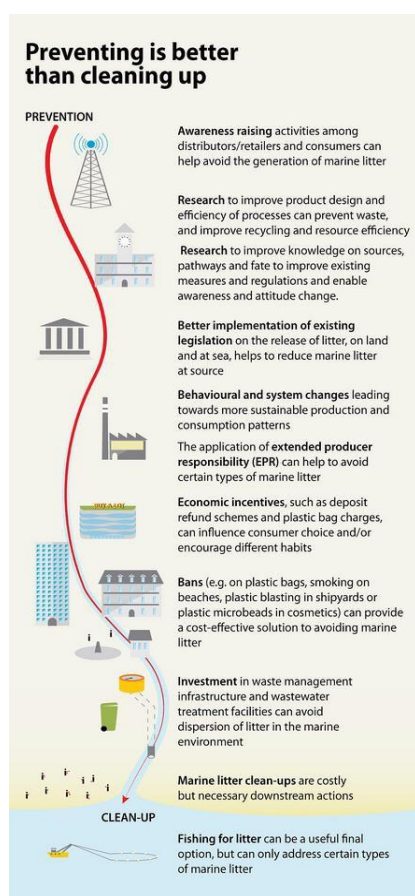 Preventing is better
than cleaning up
PREVENTION
Awareness raising activities among
distributors/retailers and consumers can
help avoid the generation of marine litter
Research to improve product design and
efficiency of processes can prevent waste,
and improve recycling and resource efficiency
Research to improve knowledge on sources,
pathways and fate to improve existing
measures and regulations and enable
awareness and attitude change.
Better implementation of existing
legislation on the release of litter, on land
and at sea, helps to reduce marine litter
at source
Behavioural and system changes leading
towards more sustainable production and
consumption patterns
The application of extended producer
responsibility (EPR) can help to avoid
certain types of marine litter
Economic incentives, such as deposit
refund schemes and plastic bag charges,
can influence consumer choice and/or
encourage different habits
Bans (e.g. on plastic bags, smoking on
beaches, plastic blasting in shipyards or
plastic microbeads in cosmetics) can provide
a cost-effective solution to avoiding marine
litter
Investment in waste management
infrastructure and wastewater
treatment facilities can avoid
dispersion of litter in the marine
environment
Marine litter clean-ups are costly
but necessary downstream actions
CLEAN-UP
Fishing for litter can be a useful final
option, but can only address certain types
of marine litter